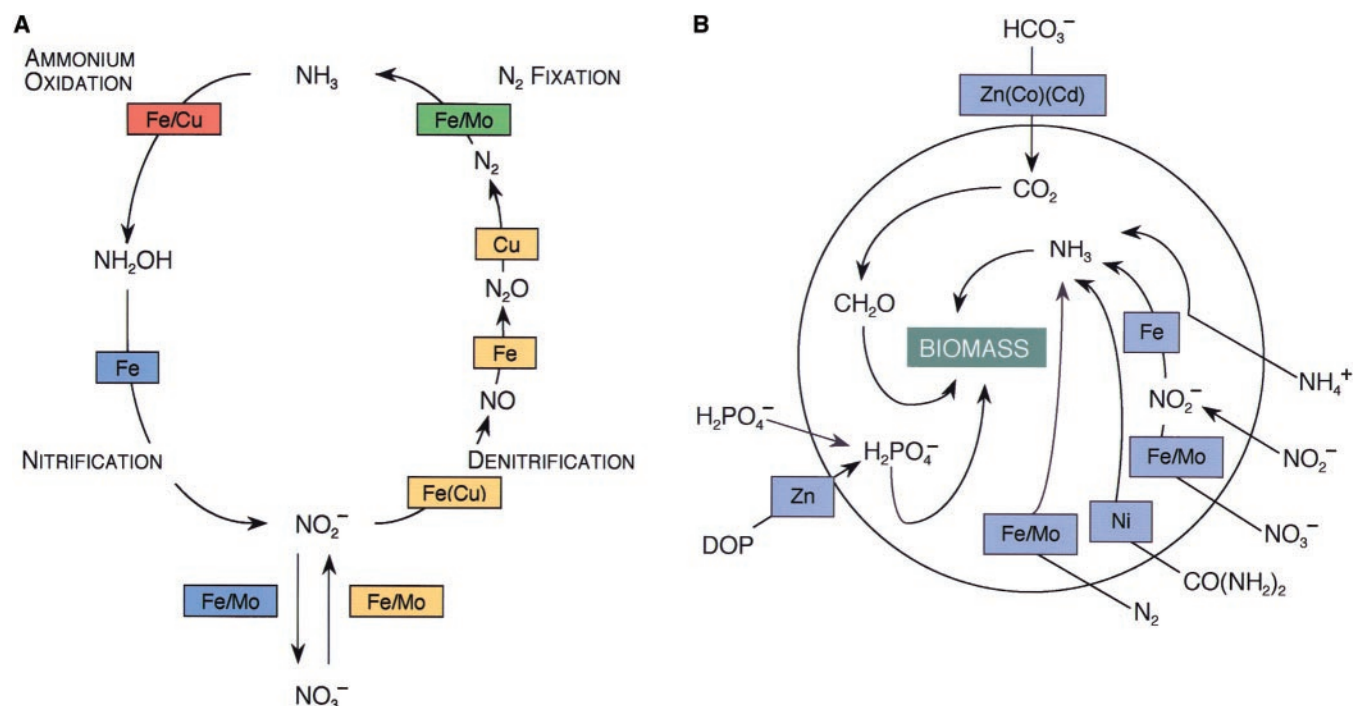 A
AMMONIUM
OXIDATION
NH₃
N₂ FIXATION
Fe/Cu
Fe/Mo
N₂
Cu
NH₂OH
N₂O
Fe
Fe
NO
NITRIFICATION
DENITRIFICATION
Fe(Cu)
NO₂⁻
Fe/Mo
Fe/Mo
NO₃⁻
B
HCO₃⁻
Zn(Co)(Cd)
CO₂
NH₃
CH₂O
Fe
BIOMASS
NH₄⁺
NO₂⁻
H₂PO₄⁻
H₂PO₄⁻
Fe/Mo
NO₂⁻
Zn
Fe/Mo
Ni
NO₃⁻
DOP
CO(NH₂)₂
N₂